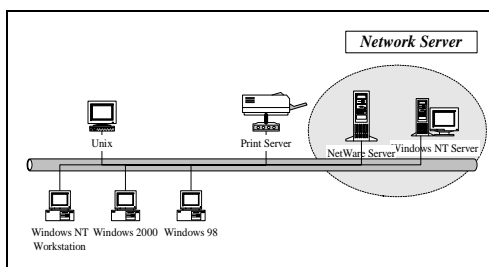 Network Server
Unix
Print Server
NetWare Server
Windows NT Server
Windows NT
Workstation
Windows 2000
Windows 98